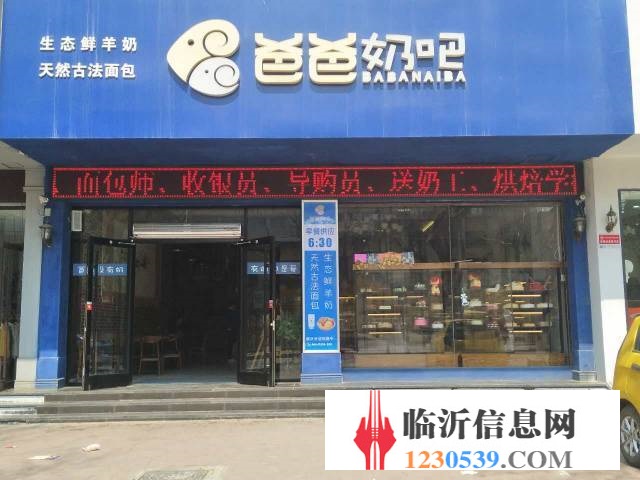 生态鲜羊奶
天然古法面包
爸爸奶吧
BABANAIBA
面包师、收银员、导购员、送奶工、烘焙学
早餐供应
6:30
生态鲜羊奶
天然古法面包
临沂信息网
1230539.COM